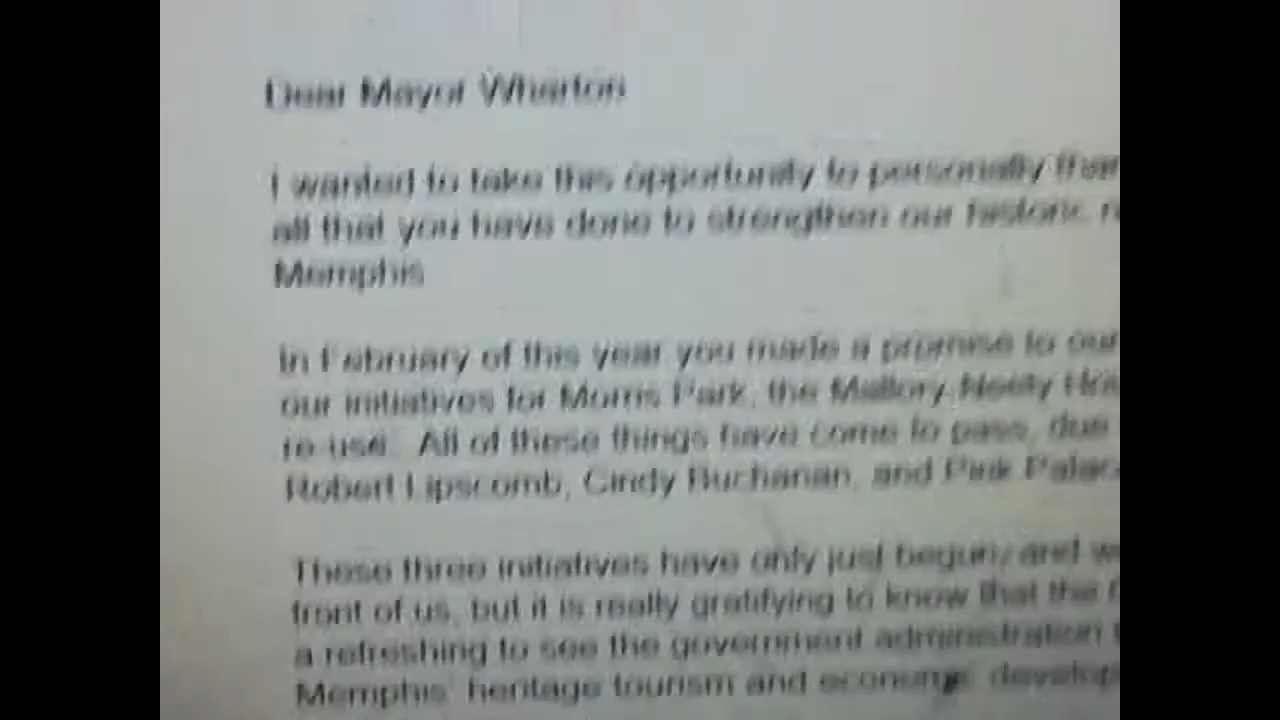 Dear Mayor Wharton
I wanted to take this opportunity to personally
all that you have done to strengthen our historic
Memphis
In February of this year you made a promise to our
our initiatives for Morris Park, the Mallory-Neely
re-use. All of these things have come to pass, due
Robert Lipscomb, Cindy Buchanan, and Pink
These three initiatives have only just begun, and
front of us, but it is really gratifying to know that the
a refreshing to see the government administration
Memphis' heritage tourism and economic